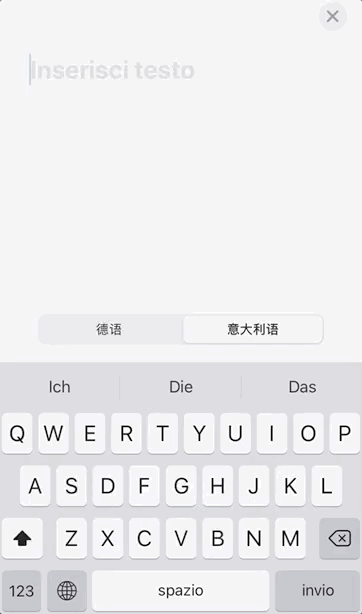 Inserisci testo
德语 意大利语
Ich Die Das
Q W E R T Y U I O P
A S D F G H J K L
Z X C V B N M
123 spazio invio